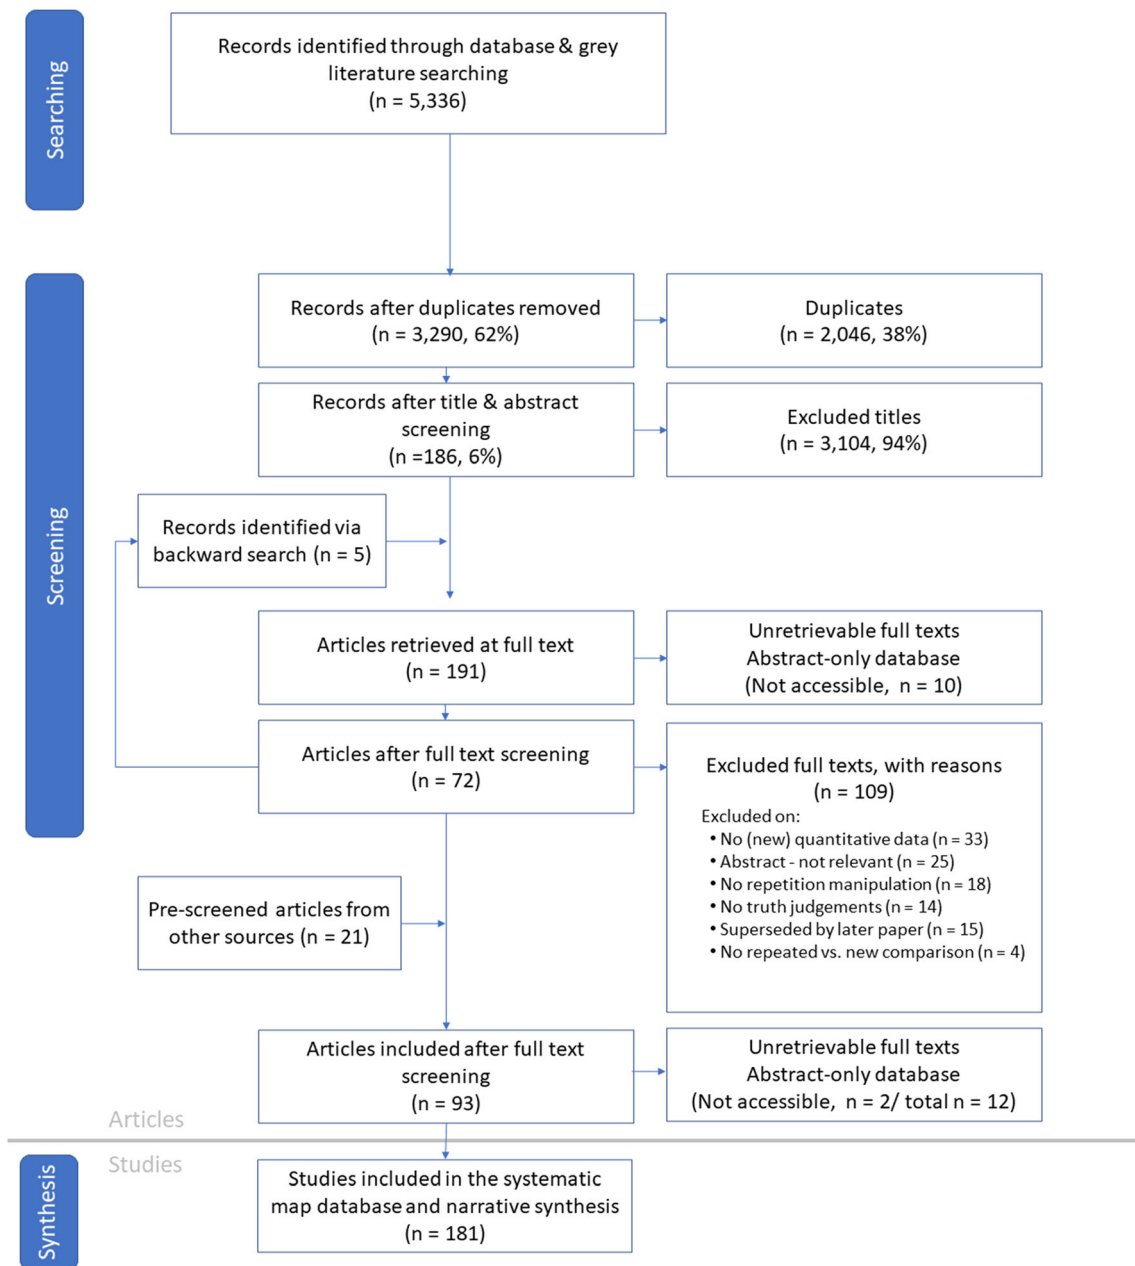 Searching
Records identified through database & grey
literature searching
(n = 5,336)
Screening
Records after duplicates removed
(n = 3,290, 62%)
Duplicates
(n = 2,046, 38%)
Records after title & abstract
screening
(n =186, 6%)
Excluded titles
(n = 3,104, 94%)
Records identified via
backward search (n = 5)
Articles retrieved at full text
(n = 191)
Unretrievable full texts
Abstract-only database
(Not accessible, n = 10)
Articles after full text screening
(n = 72)
Excluded full texts, with reasons
(n = 109)
Excluded on:
• No (new) quantitative data (n = 33)
• Abstract - not relevant (n = 25)
• No repetition manipulation (n = 18)
• No truth judgements (n = 14)
• Superseded by later paper (n = 15)
• No repeated vs. new comparison (n = 4)
Pre-screened articles from
other sources (n = 21)
Articles included after full text
screening
(n = 93)
Unretrievable full texts
Abstract-only database
(Not accessible, n = 2/ total n = 12)
Articles
Studies
Synthesis
Studies included in the systematic
map database and narrative synthesis
(n = 181)